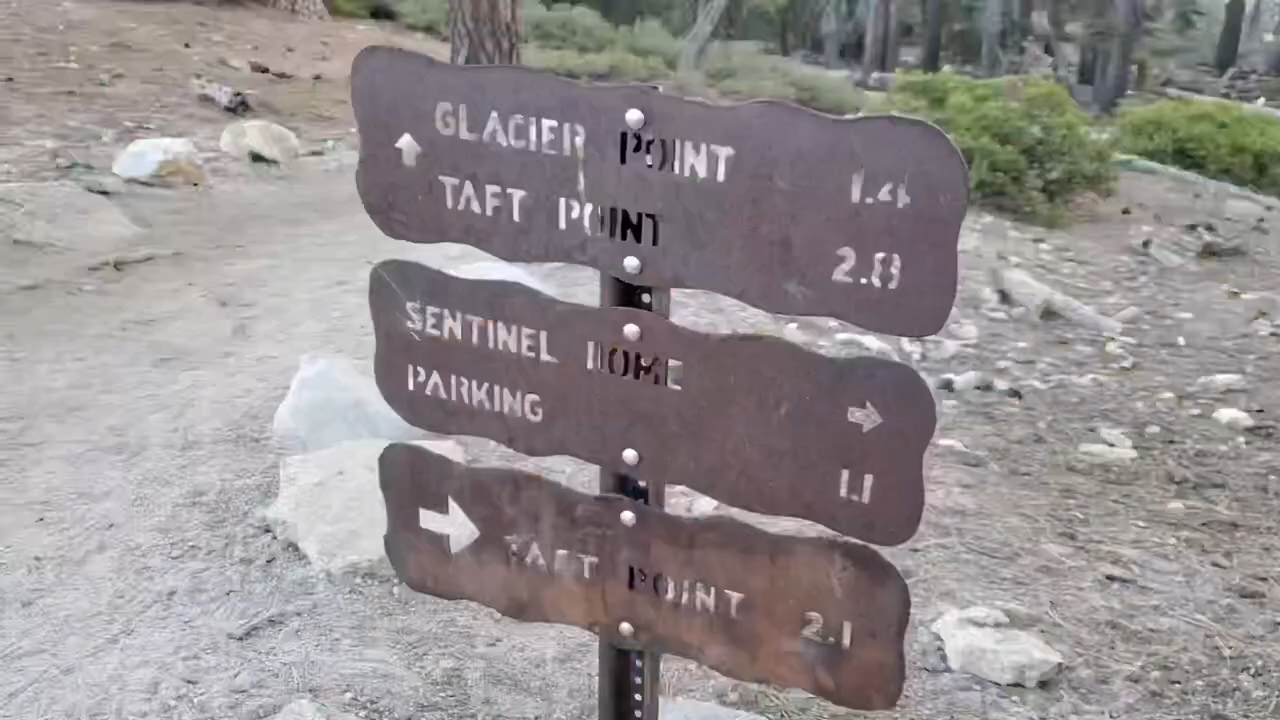 GLACIER POINT 1.4
TAFT POINT 2.8
SENTINEL DOME
PARKING 1.1
TAFT POINT 2.1